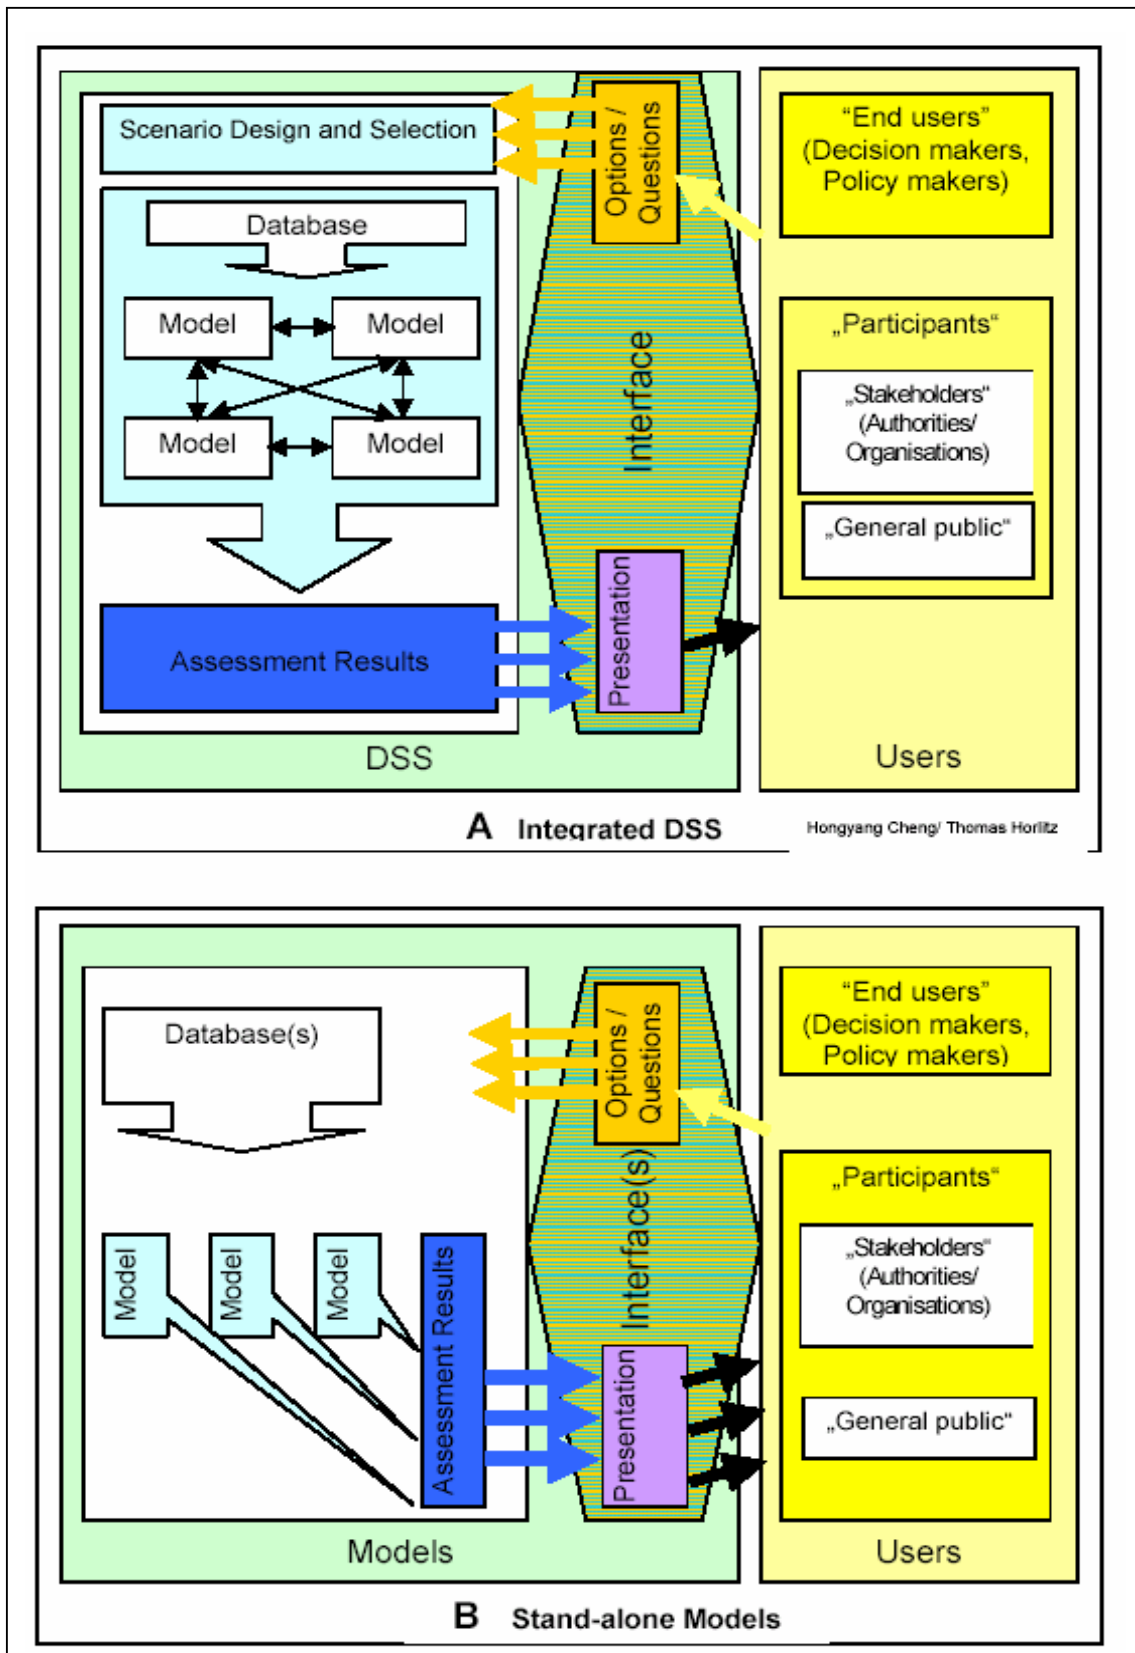 Scenario Design and Selection
Database
Model
Model
Model
Model
Assessment Results
DSS
Options /
Questions
Interface
Presentation
“End users”
(Decision makers,
Policy makers)
„Participants“
„Stakeholders“
(Authorities/
Organisations)
„General public“
Users
A Integrated DSS
Hongyang Cheng/ Thomas Horlitz
Database(s)
Model
Model
Model
Assessment Results
Models
Options /
Questions
Interface(s)
Presentation
“End users”
(Decision makers,
Policy makers)
„Participants“
„Stakeholders“
(Authorities/
Organisations)
„General public“
Users
B Stand-alone Models